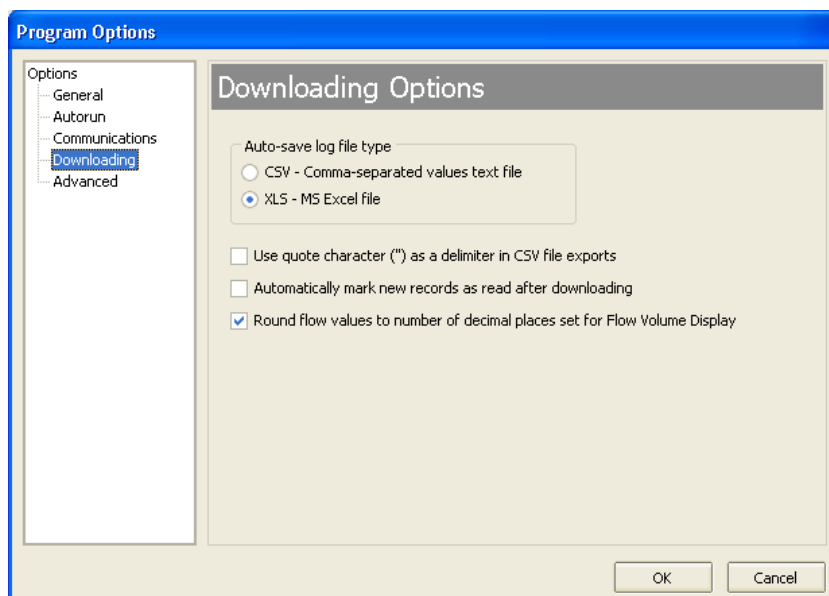 Program Options
Options
General
Autorun
Communications
Downloading
Advanced
Downloading Options
Auto-save log file type
CSV - Comma-separated values text file
XLS - MS Excel file
Use quote character (") as a delimiter in CSV file exports
Automatically mark new records as read after downloading
Round flow values to number of decimal places set for Flow Volume Display
OK
Cancel